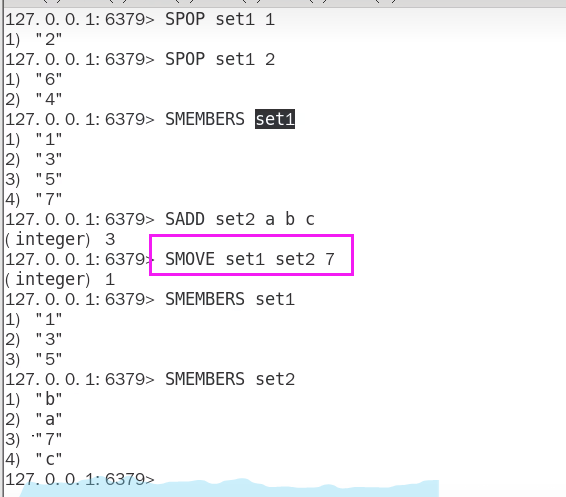 127.0.0.1:6379> SPOP set1 1
1) "2"
127.0.0.1:6379> SPOP set1 2
1) "6"
2) "4"
127.0.0.1:6379> SMEMBERS set1
1) "1"
2) "3"
3) "5"
4) "7"
127.0.0.1:6379> SADD set2 a b c
(integer) 3
127.0.0.1:6379> SMOVE set1 set2 7
(integer) 1
127.0.0.1:6379> SMEMBERS set1
1) "1"
2) "3"
3) "5"
127.0.0.1:6379> SMEMBERS set2
1) "b"
2) "a"
3) "7"
4) "c"
127.0.0.1:6379>